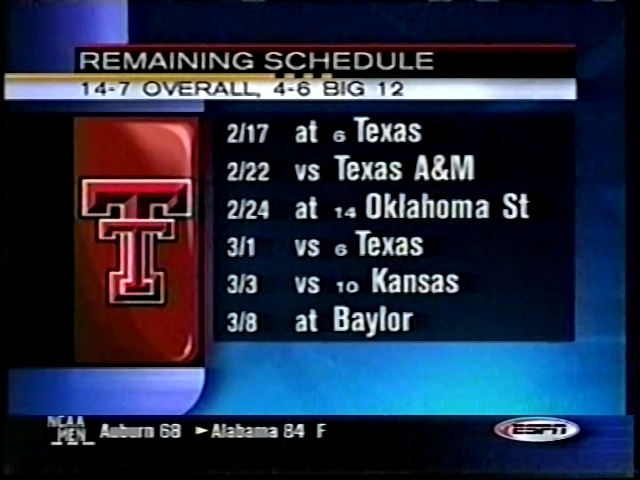 REMAINING SCHEDULE
14-7 OVERALL, 4-6 BIG 12
2/17 at 6 Texas
2/22 vs Texas A&M
2/24 at 14 Oklahoma St
3/1 vs 6 Texas
3/3 vs 10 Kansas
3/8 at Baylor
TT
NCAA
MEN
Auburn 68 ►Alabama 84 F
ESPN